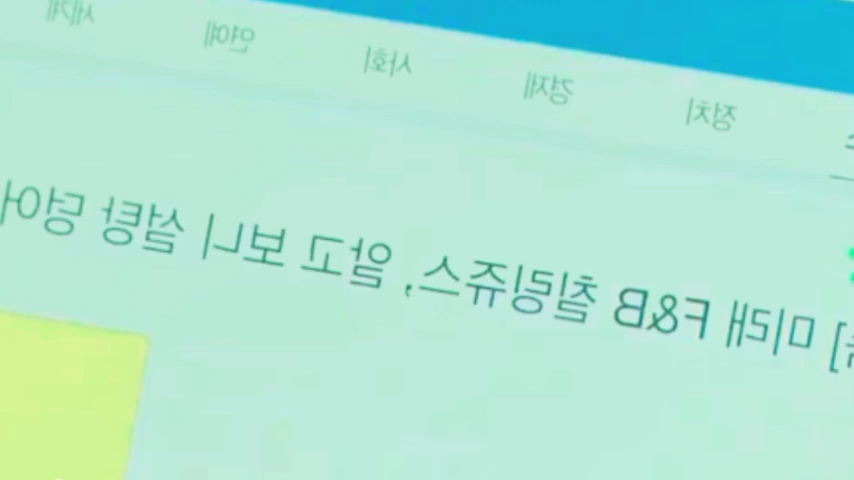 정치 경제 사회 연예 세계
] 미래 F&B 칠링쥬스, 알고 보니 설탕 덩어